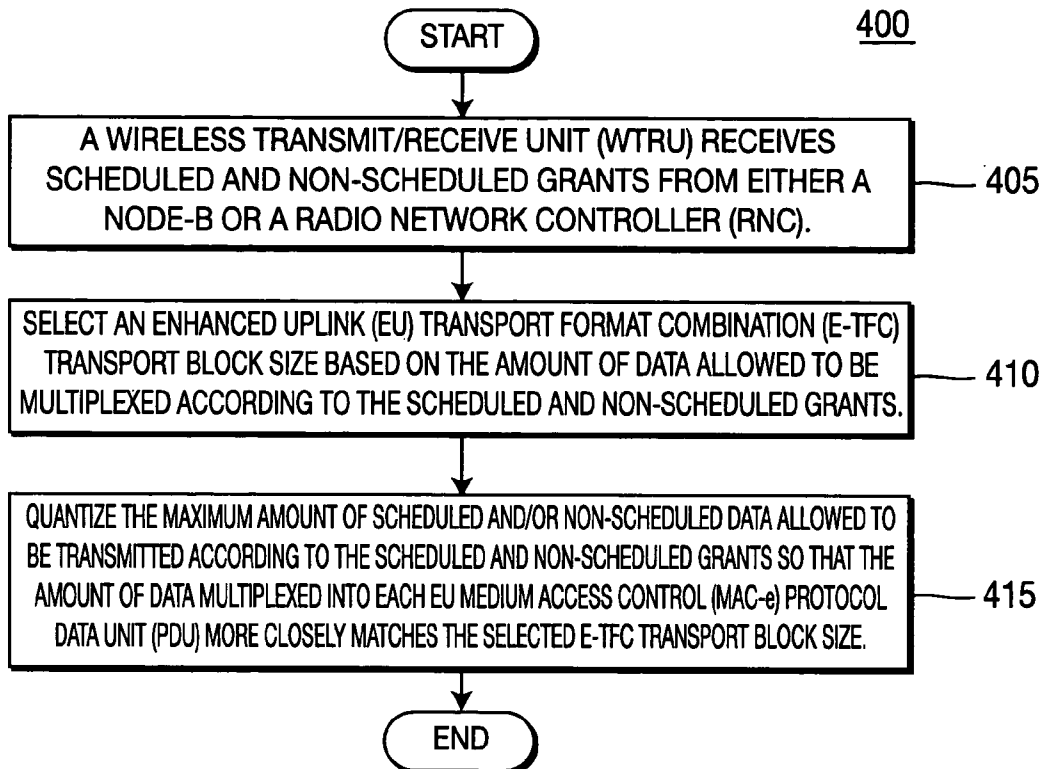 START
400
A WIRELESS TRANSMIT/RECEIVE UNIT (WTRU) RECEIVES
SCHEDULED AND NON-SCHEDULED GRANTS FROM EITHER A
NODE-B OR A RADIO NETWORK CONTROLLER (RNC).
405
SELECT AN ENHANCED UPLINK (EU) TRANSPORT FORMAT COMBINATION (E-TFC)
TRANSPORT BLOCK SIZE BASED ON THE AMOUNT OF DATA ALLOWED TO BE
MULTIPLEXED ACCORDING TO THE SCHEDULED AND NON-SCHEDULED GRANTS.
410
QUANTIZE THE MAXIMUM AMOUNT OF SCHEDULED AND/OR NON-SCHEDULED DATA ALLOWED TO
BE TRANSMITTED ACCORDING TO THE SCHEDULED AND NON-SCHEDULED GRANTS SO THAT THE
AMOUNT OF DATA MULTIPLEXED INTO EACH EU MEDIUM ACCESS CONTROL (MAC-e) PROTOCOL
DATA UNIT (PDU) MORE CLOSELY MATCHES THE SELECTED E-TFC TRANSPORT BLOCK SIZE.
415
END